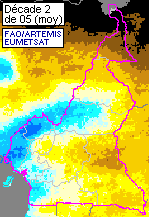 Décade 2
de 05 (moy)
FAO/ARTEMIS
EUMETSAT